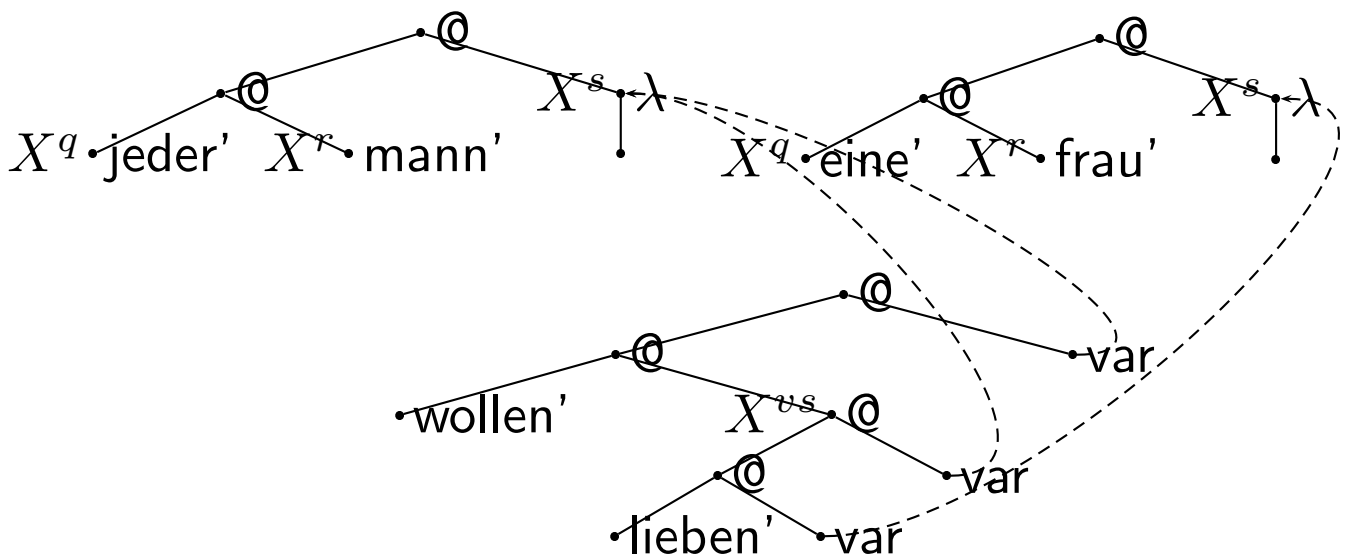 @ @
@ X^s λ @ X^s λ
X^q jeder' X^r mann' X^q eine' X^r frau'
@
@ var
wollen' X^{vs} @
@ var
lieben' var